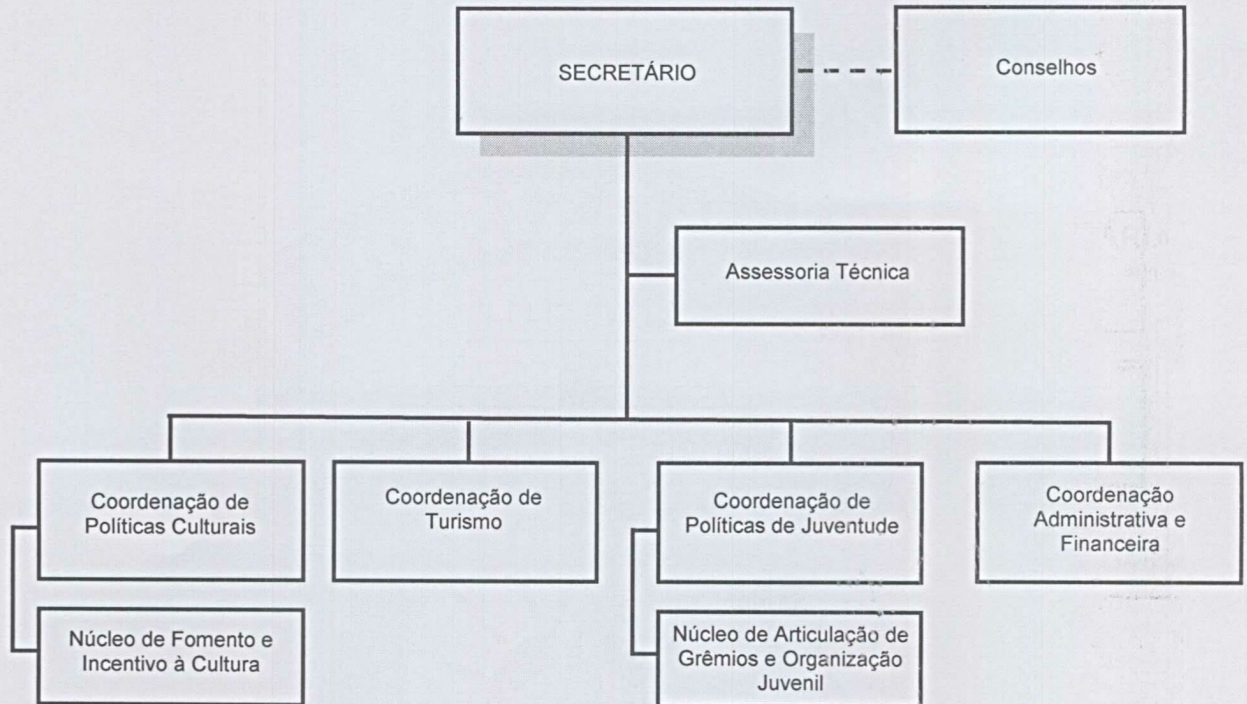 SECRETÁRIO
Conselhos
Assessoria Técnica
Coordenação de
Políticas Culturais
Coordenação de
Turismo
Coordenação de
Políticas de Juventude
Coordenação
Administrativa e
Financeira
Núcleo de Fomento e
Incentivo à Cultura
Núcleo de Articulação de
Grêmios e Organização
Juvenil